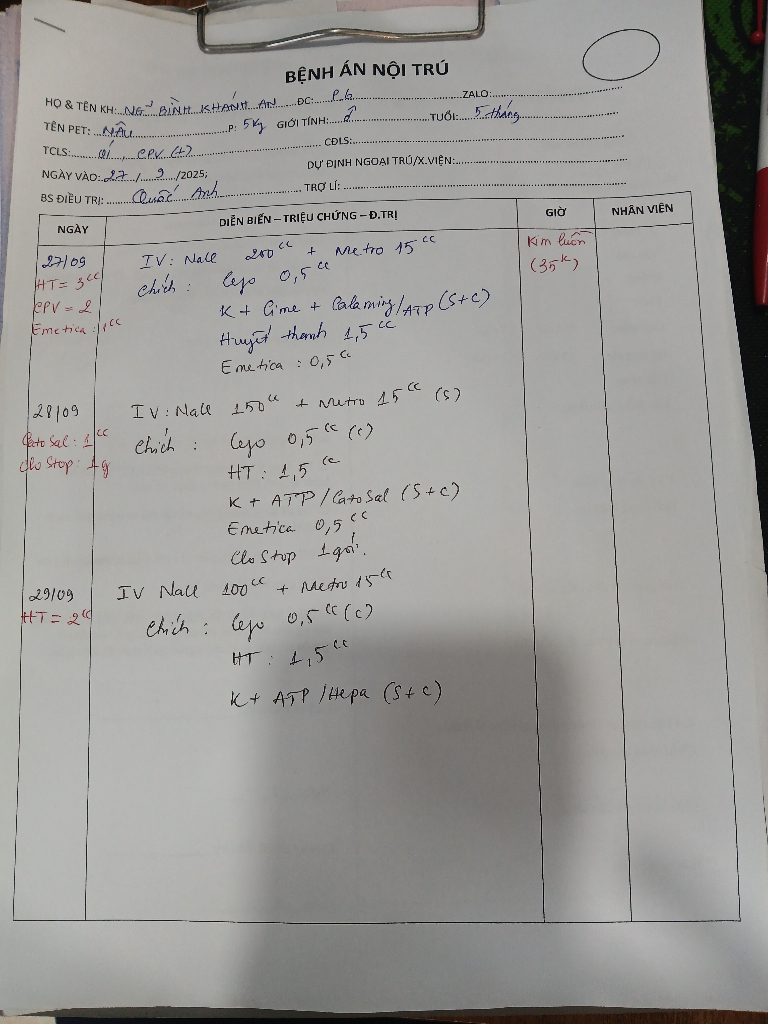 BỆNH ÁN NỘI TRÚ
HỌ & TÊN KH: NG~ BÌNH KHÁNH AN ĐC: P.6 ZALO:
TÊN PET: NÂU P: 5kg GIỚI TÍNH: ♂ TUỔI: 5 tháng
TCLS: ói, CPV (+) CĐLS:
NGÀY VÀO: 27 / 9 /2025; DỰ ĐỊNH NGOẠI TRÚ/X.VIỆN:
BS ĐIỀU TRỊ: Quốc Anh TRỢ LÍ:
NGÀY DIỄN BIẾN – TRIỆU CHỨNG – Đ.TRỊ GIỜ NHÂN VIÊN
27/09
HT = 3cc
CPV = 2
Emetica: 1cc
IV: Nacl 200cc + Metro 15cc
chích: 0,5cc
K + Cime + /ATP (S+C)
Huyết thanh 1,5cc
Emetica: 0,5cc
Kim luồn
(35k)
28/09
Catosal: 1cc
Clo Stop: 1g
IV: Nacl 150cc + Metro 15cc (S)
chích: 0,5cc (c)
HT: 1,5cc
K + ATP/Catosal (S+C)
Emetica 0,5cc
Clo Stop 1 gói.
29/09
HT = 2cc
IV Nacl 100cc + Metro 15cc
chích: 0,5cc (c)
HT: 1,5cc
K + ATP/Hepa (S+C)